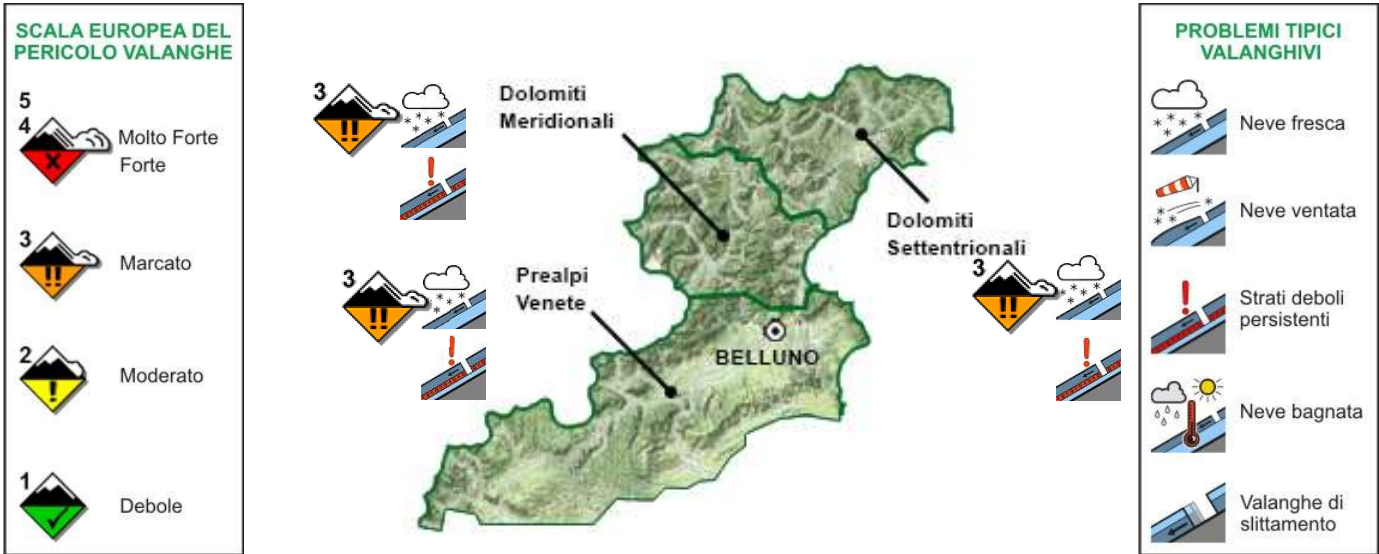 SCALA EUROPEA DEL
PERICOLO VALANGHE
5
4
Molto Forte
Forte
3
Marcato
2
Moderato
1
Debole
3
Dolomiti
Meridionali
Dolomiti
Settentrionali
3
Prealpi
Venete
3
BELLUNO
PROBLEMI TIPICI
VALANGHIVI
Neve fresca
Neve ventata
Strati deboli
persistenti
Neve bagnata
Valanghe di
slittamento